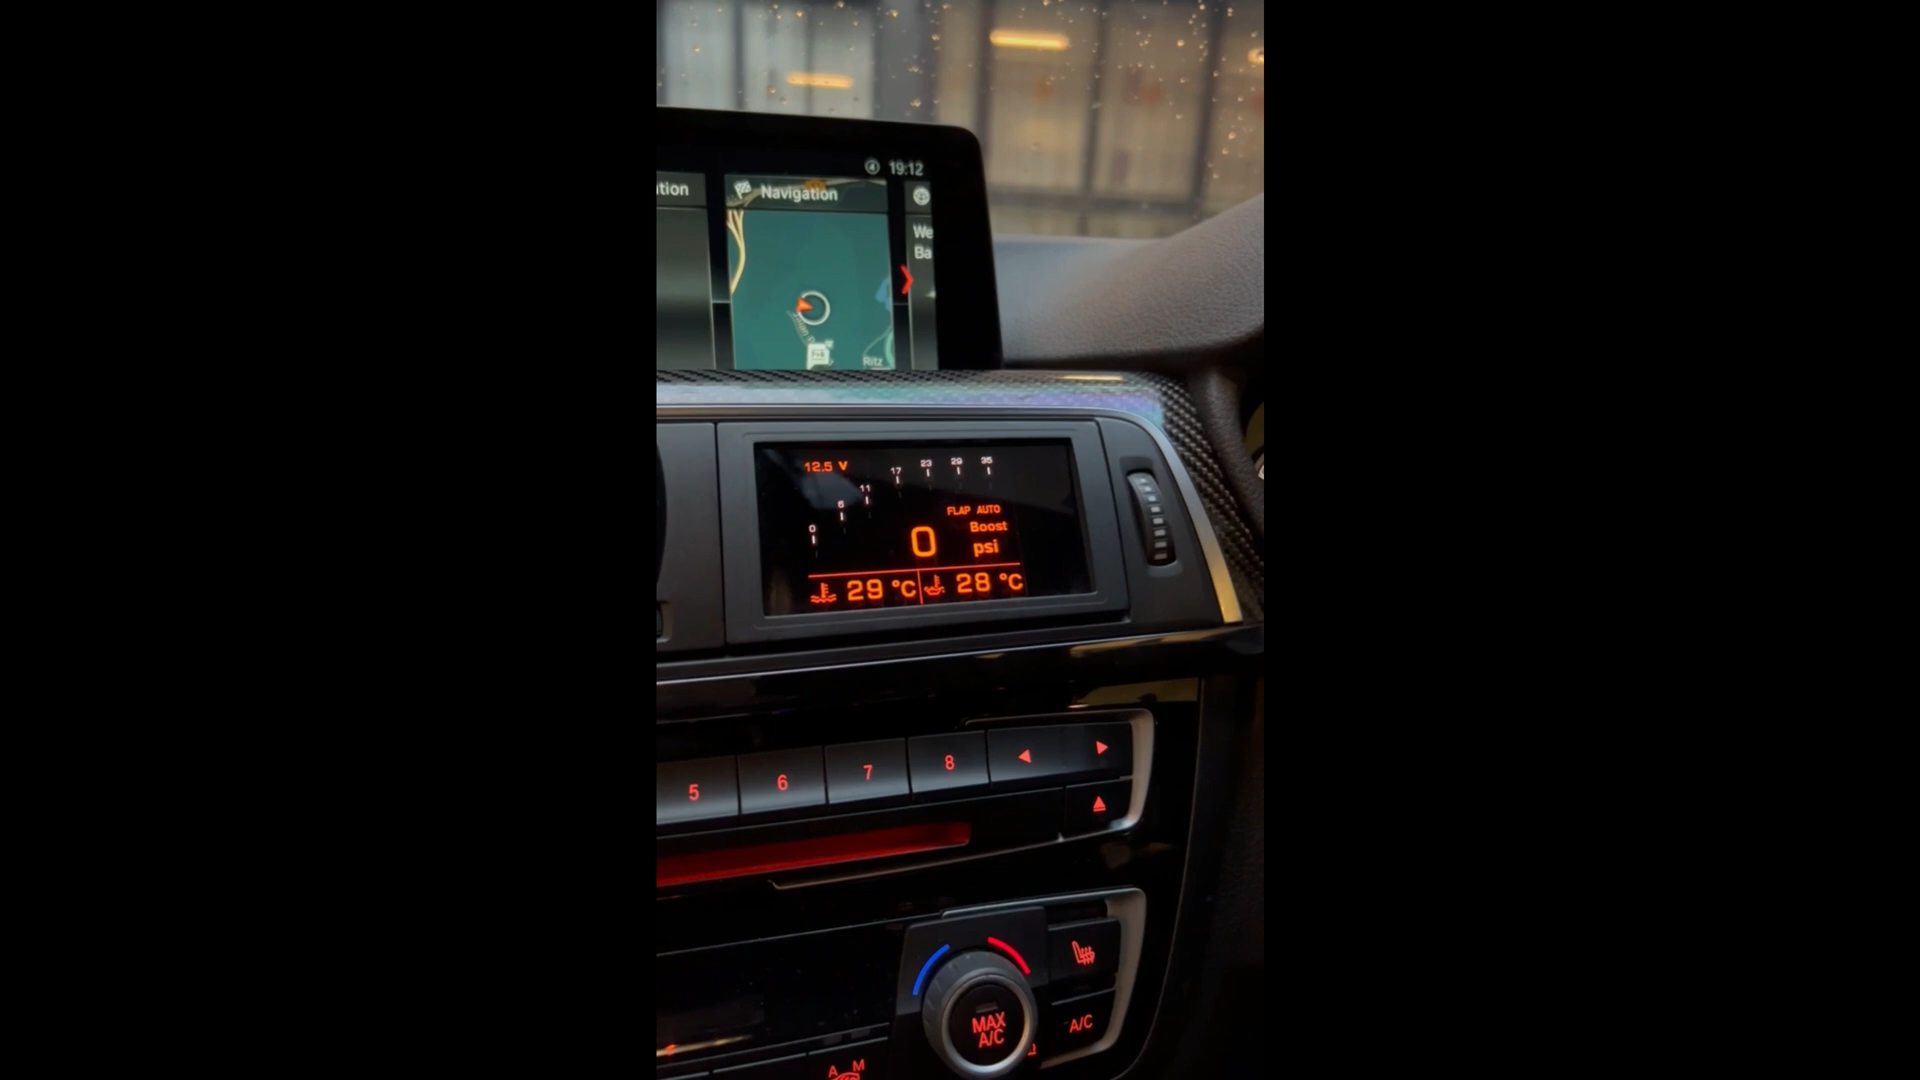 19:12
tion
Navigation
We
Ba
Ritz
12.5 V
0
6
11
17
23
29
35
FLAP AUTO
Boost
0
psi
29 °C
28 °C
5
6
7
8
MAX
A/C
A/C
A
M